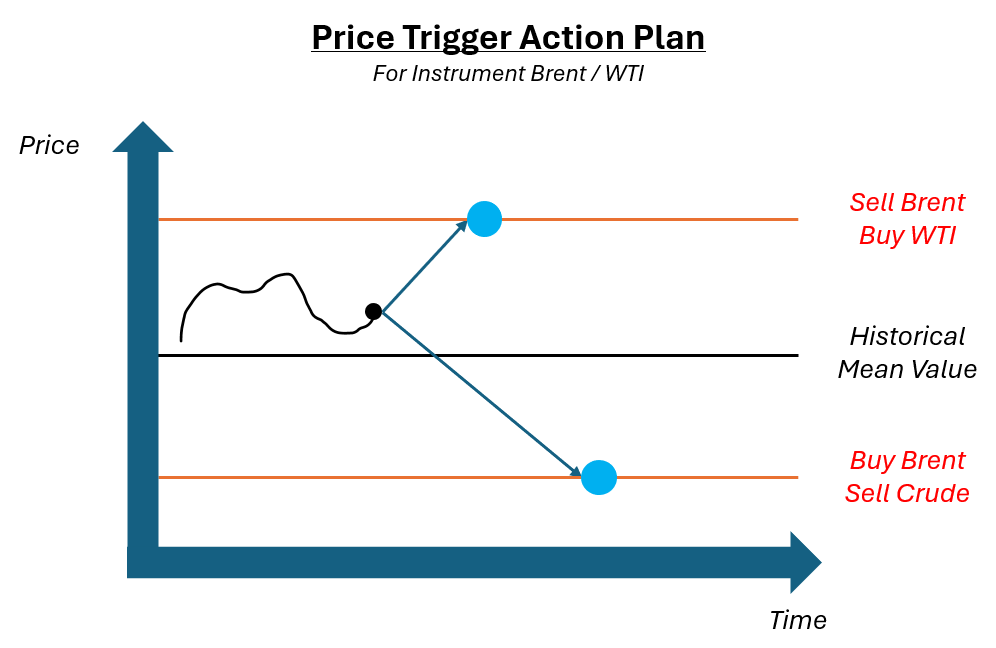 Price Trigger Action Plan
For Instrument Brent / WTI
Price
Sell Brent
Buy WTI
Historical
Mean Value
Buy Brent
Sell Crude
Time